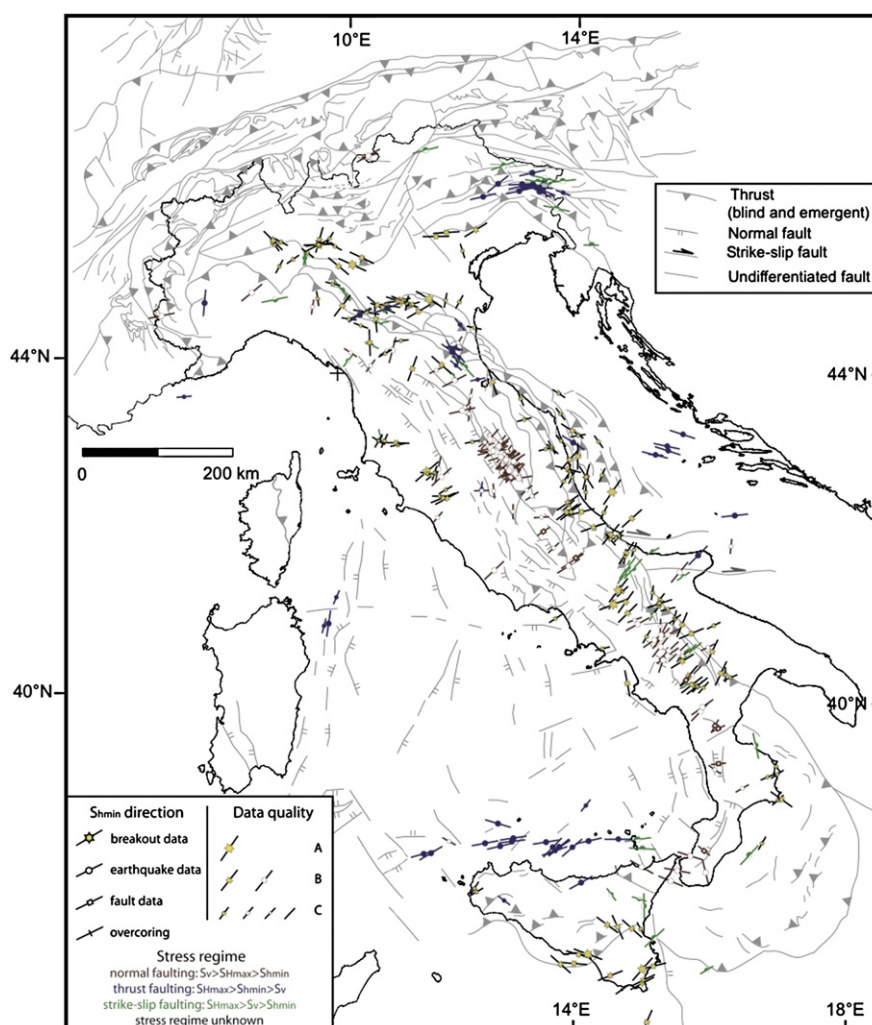 10°E 14°E
Thrust
(blind and emergent)
Normal fault
Strike-slip fault
Undifferentiated fault
44°N 44°N
0 200 km
40°N 40°N
Shmin direction Data quality
breakout data A
earthquake data B
fault data C
overcoring
Stress regime
normal faulting: Sv>SHmax>Shmin
thrust faulting: SHmax>Shmin>Sv
strike-slip faulting: SHmax>Sv>Shmin
stress regime unknown
14°E 18°E